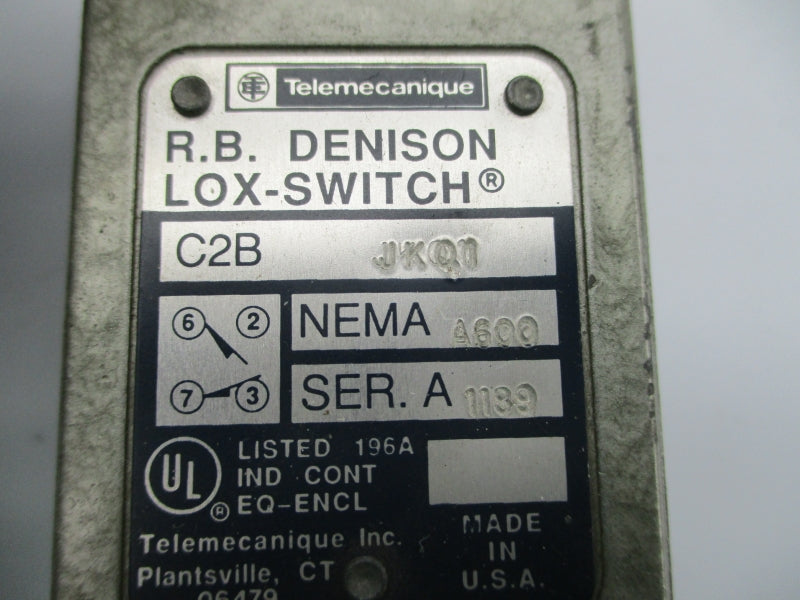 Telemecanique
R.B. DENISON
LOX-SWITCH®
C2B JKQ1
6 2
NEMA A600
7 3
SER. A 1139
UL®
LISTED 196A
IND CONT
EQ-ENCL
Telemecanique Inc.
Plantsville, CT
06479
MADE
IN
U.S.A.